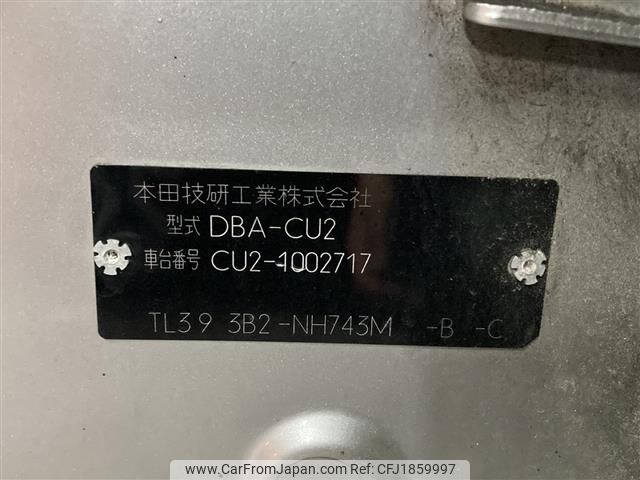 本田技研工業株式会社
型式 DBA-CU2
車台番号 CU2-1002717
TL39 3B2-NH743M -B -C
©CarFromJapan.com - Ref No CFJ1859997